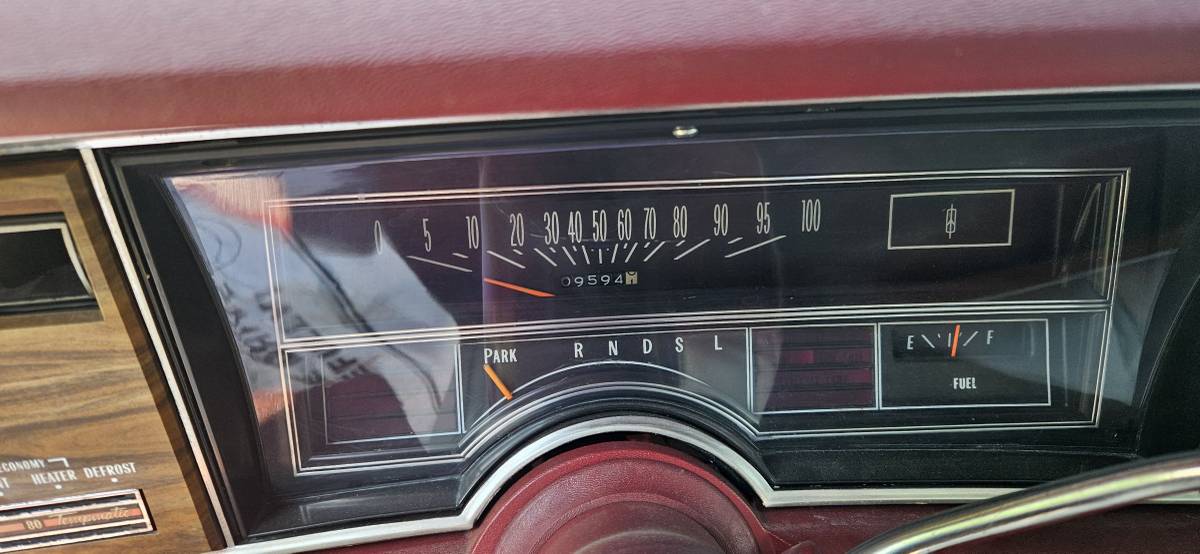 0 5 10 20 30 40 50 60 70 80 90 95 100
09594
PARK R N D S L
E F
FUEL
ECONOMY
HEATER DEFROST
80 Tempmatic